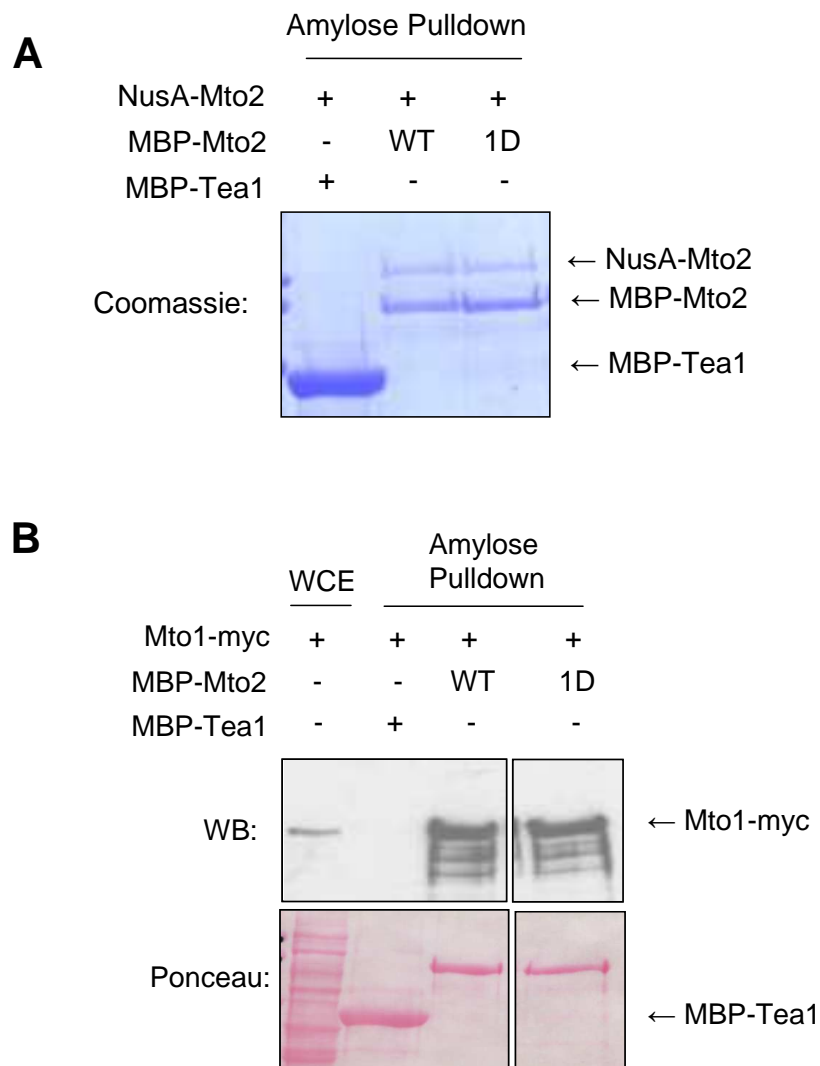 A
Amylose Pulldown
NusA-Mto2 + + +
MBP-Mto2 - WT 1D
MBP-Tea1 + - -
Coomassie:
← NusA-Mto2
← MBP-Mto2
← MBP-Tea1
B
WCE
Amylose
Pulldown
Mto1-myc + + + +
MBP-Mto2 - - WT 1D
MBP-Tea1 - + - -
WB:
← Mto1-myc
Ponceau:
← MBP-Tea1